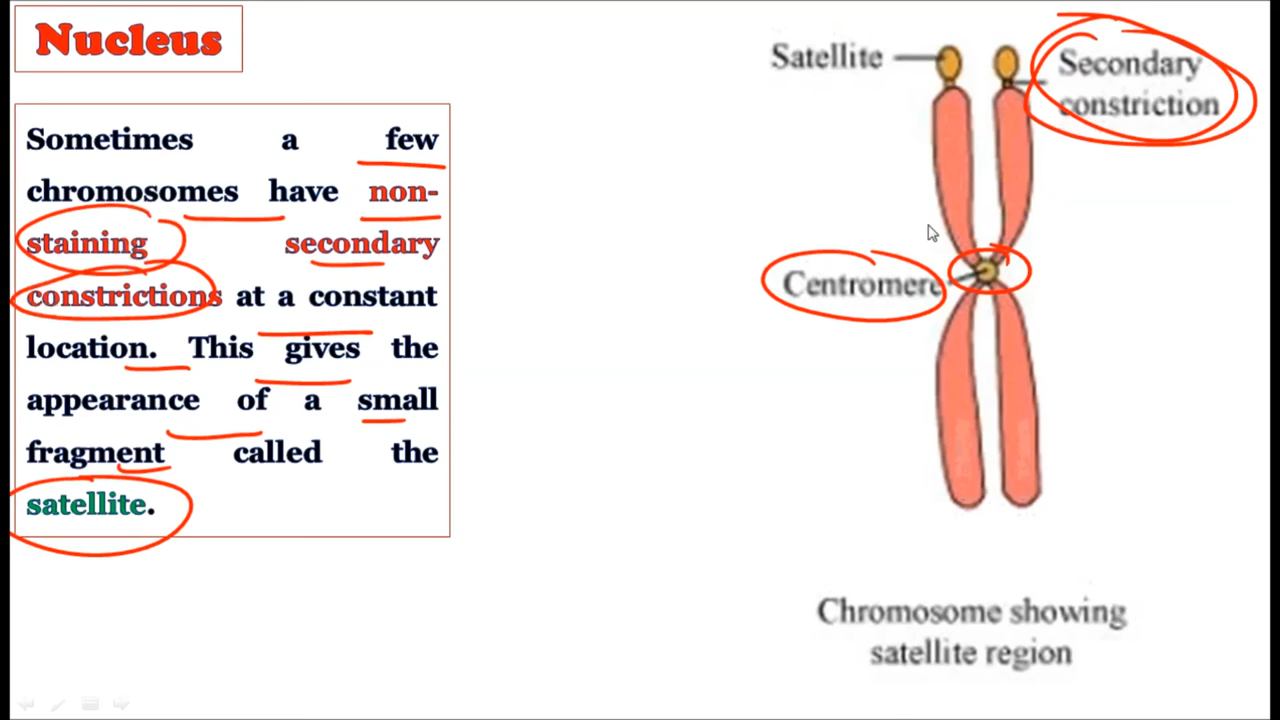 Nucleus
Sometimes a few
chromosomes have non-
staining secondary
constrictions at a constant
location. This gives the
appearance of a small
fragment called the
satellite.
Satellite
Secondary
constriction
Centromere
Chromosome showing
satellite region